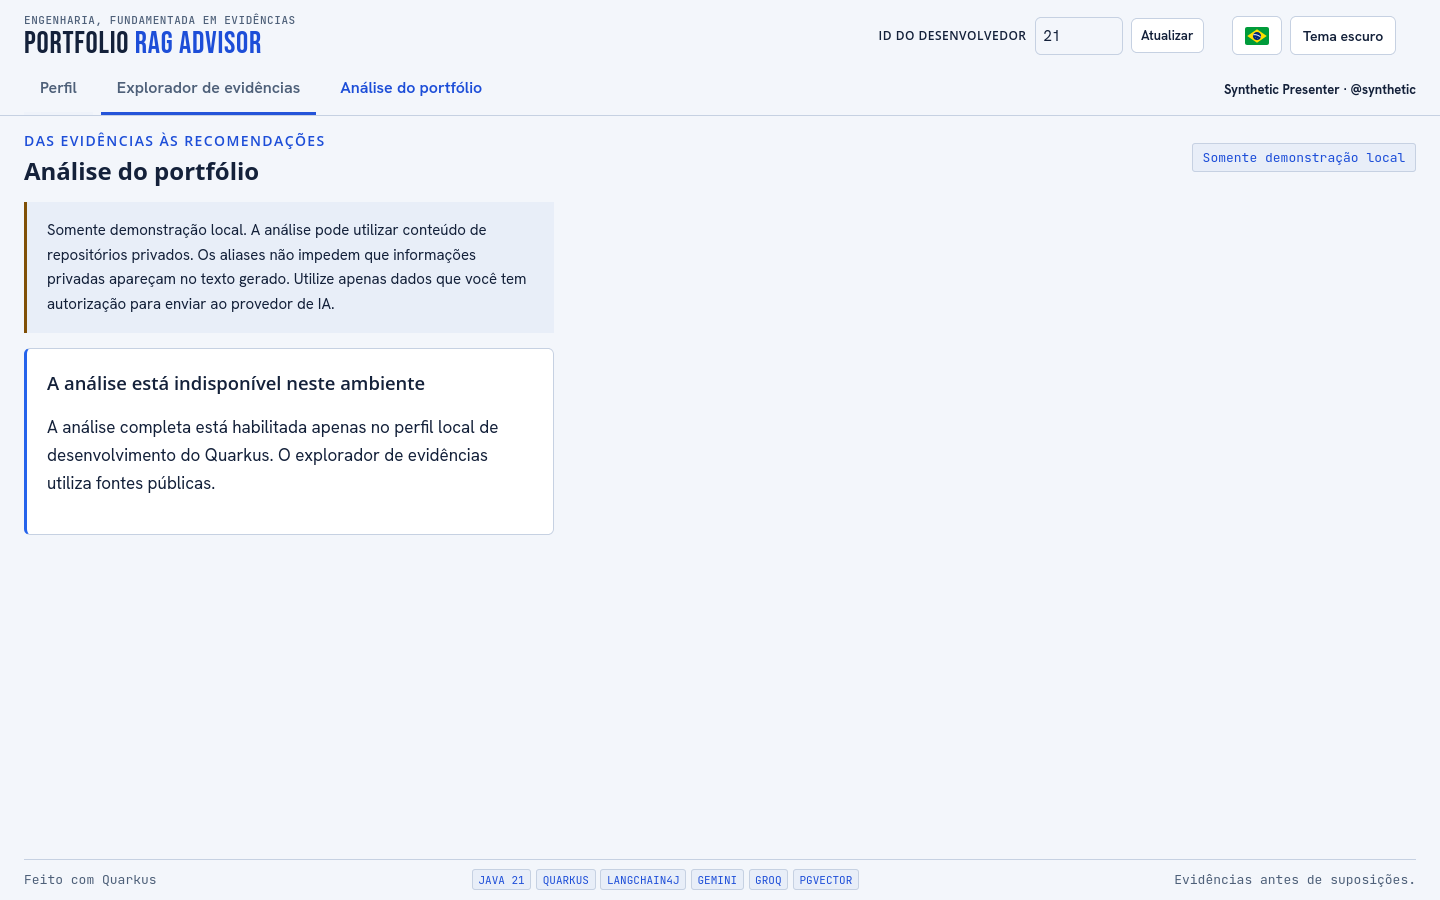 ENGENHARIA, FUNDAMENTADA EM EVIDÊNCIAS
PORTFOLIO RAG ADVISOR
ID DO DESENVOLVEDOR
21
Atualizar
Tema escuro
Perfil
Explorador de evidências
Análise do portfólio
Synthetic Presenter · @synthetic
DAS EVIDÊNCIAS ÀS RECOMENDAÇÕES
Análise do portfólio
Somente demonstração local
Somente demonstração local. A análise pode utilizar conteúdo de
repositórios privados. Os aliases não impedem que informações
privadas apareçam no texto gerado. Utilize apenas dados que você tem
autorização para enviar ao provedor de IA.
A análise está indisponível neste ambiente
A análise completa está habilitada apenas no perfil local de
desenvolvimento do Quarkus. O explorador de evidências
utiliza fontes públicas.
Feito com Quarkus
JAVA 21
QUARKUS
LANGCHAIN4J
GEMINI
GROQ
PGVECTOR
Evidências antes de suposições.